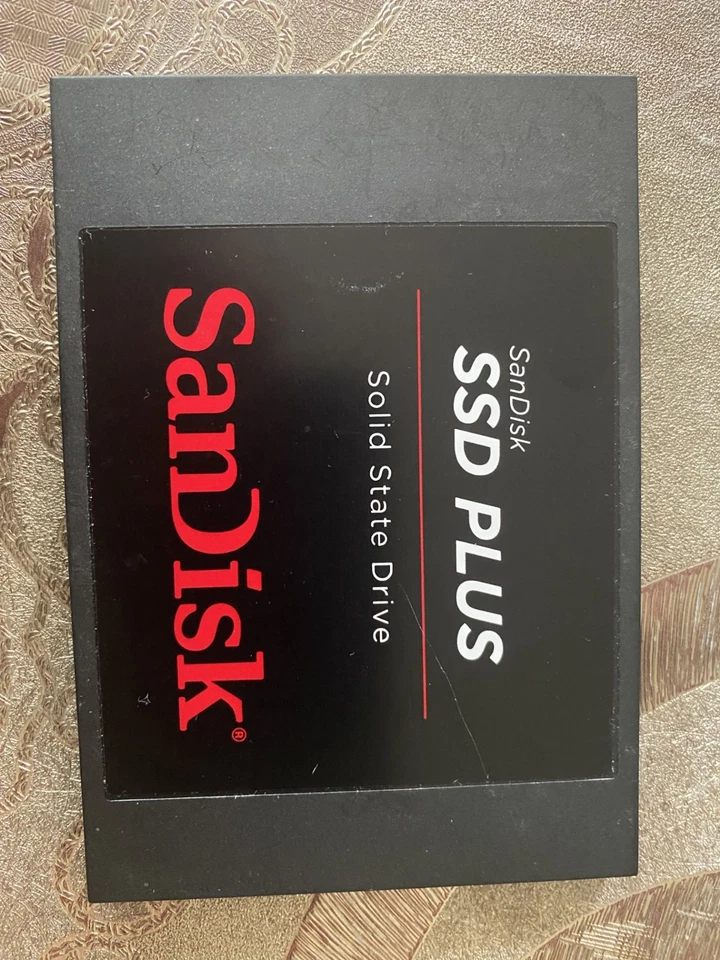 SanDisk
SSD PLUS
Solid State Drive
SanDisk®